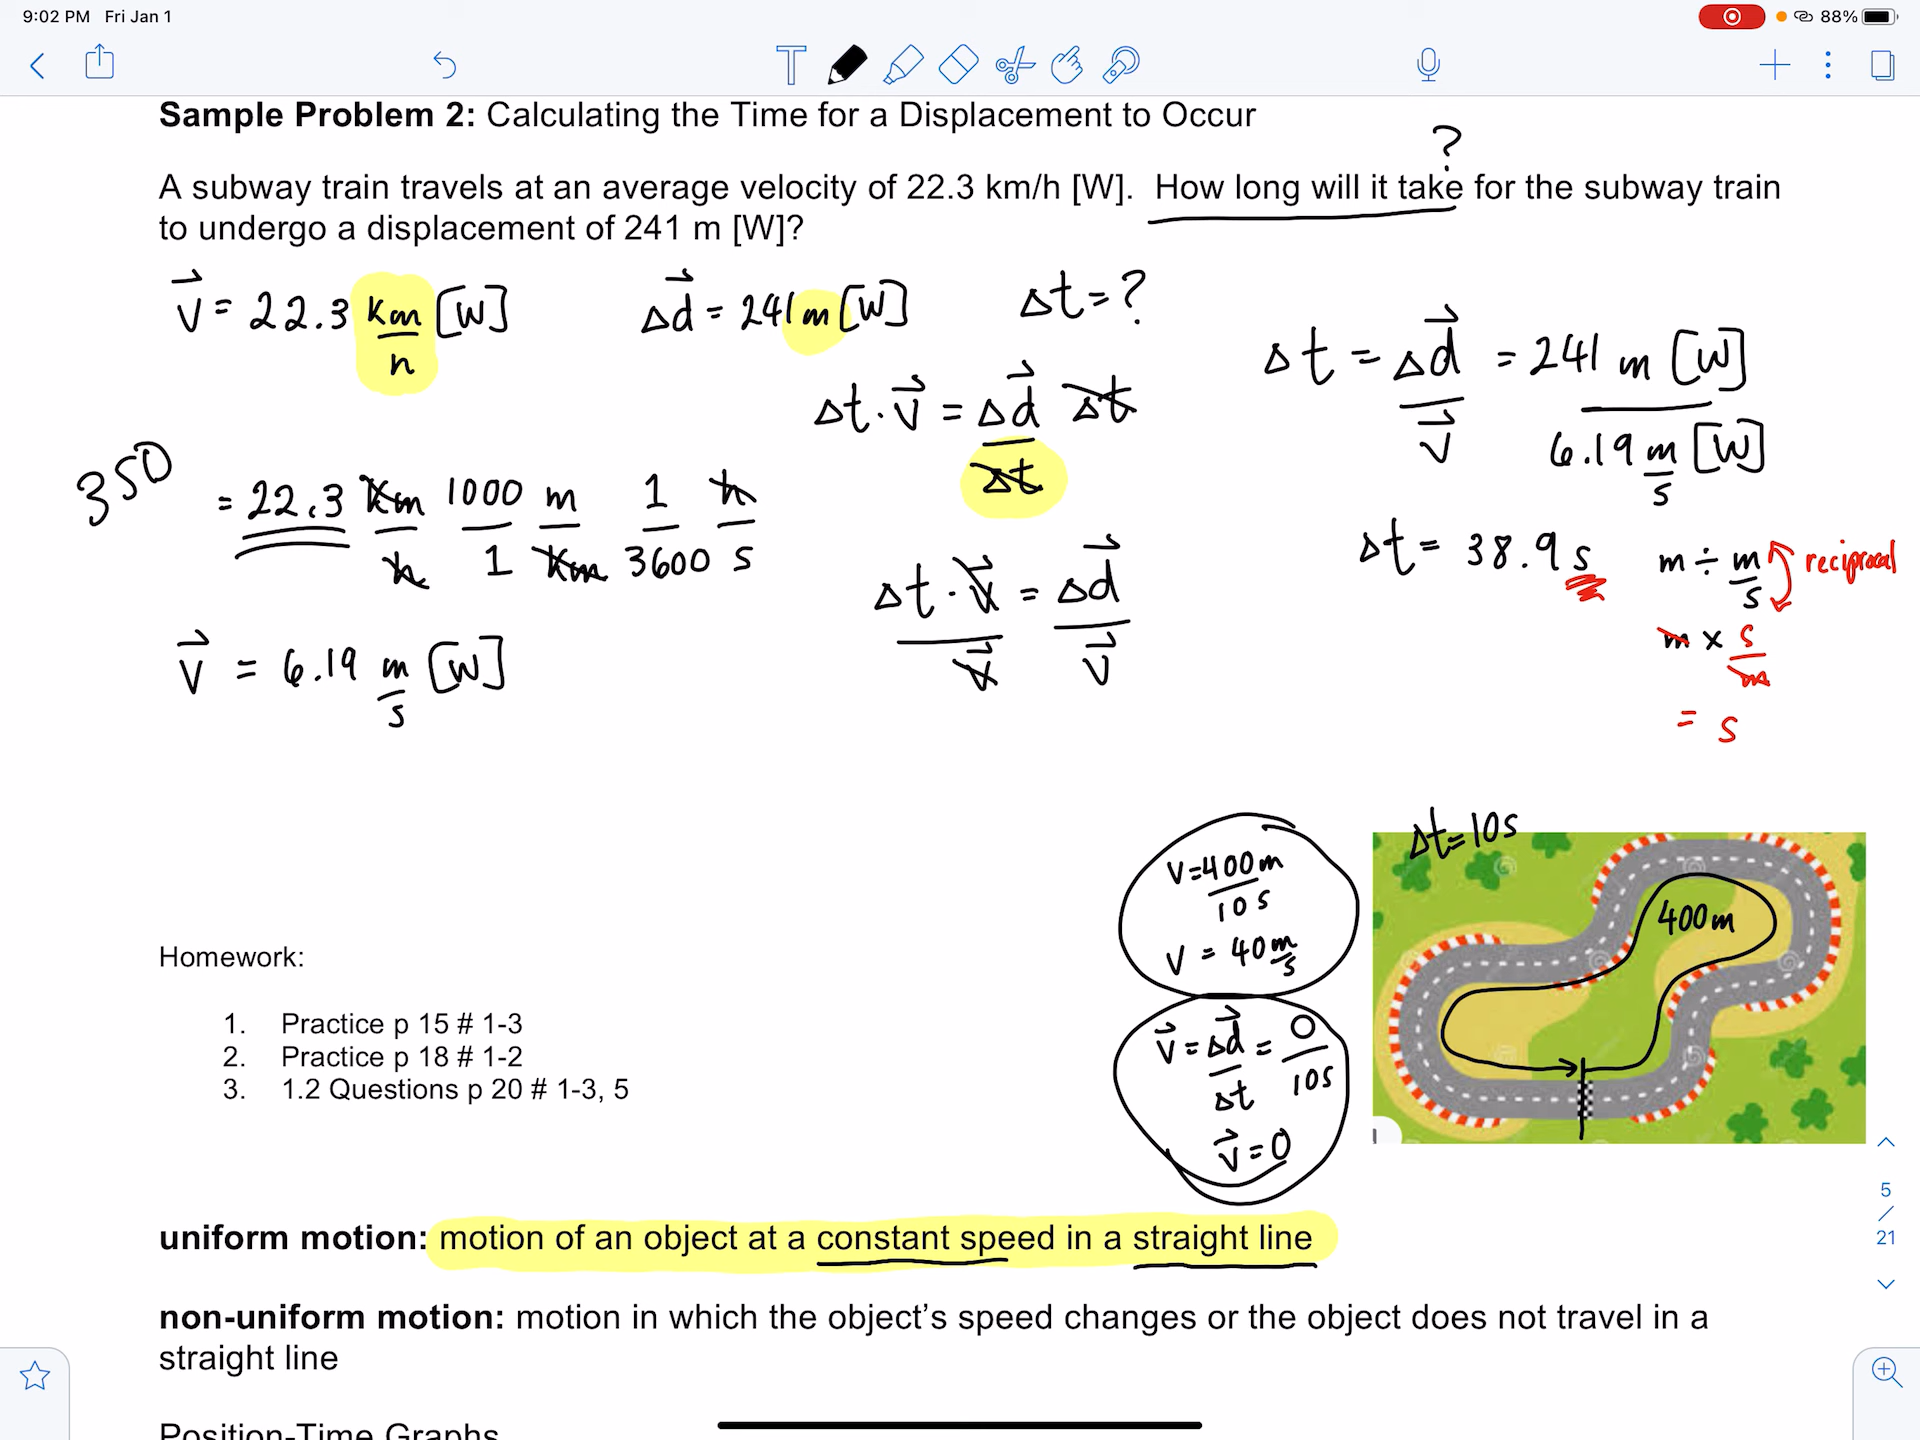 9:02 PM Fri Jan 1
88%
Sample Problem 2: Calculating the Time for a Displacement to Occur
?
A subway train travels at an average velocity of 22.3 km/h [W]. How long will it take for the subway train
to undergo a displacement of 241 m [W]?
v = 22.3 km/h [W]
Δd = 241 m [W]
Δt = ?
Δt · v = Δd/Δt Δt
Δt = Δd/v = 241 m [W] / 6.19 m/s [W]
350
= 22.3 km/h 1000/1 m/km 1/3600 h/s
Δt · v/v = Δd/v
Δt = 38.9 s
m ÷ m/s reciprocal
m × s/m
= s
v = 6.19 m/s [W]
Δt = 10s
400m
v = 400m/10s
v = 40 m/s
v = Δd/Δt = 0/10s
v = 0
Homework:
1. Practice p 15 # 1-3
2. Practice p 18 # 1-2
3. 1.2 Questions p 20 # 1-3, 5
5
/
21
uniform motion: motion of an object at a constant speed in a straight line
non-uniform motion: motion in which the object’s speed changes or the object does not travel in a
straight line
Position-Time Graphs